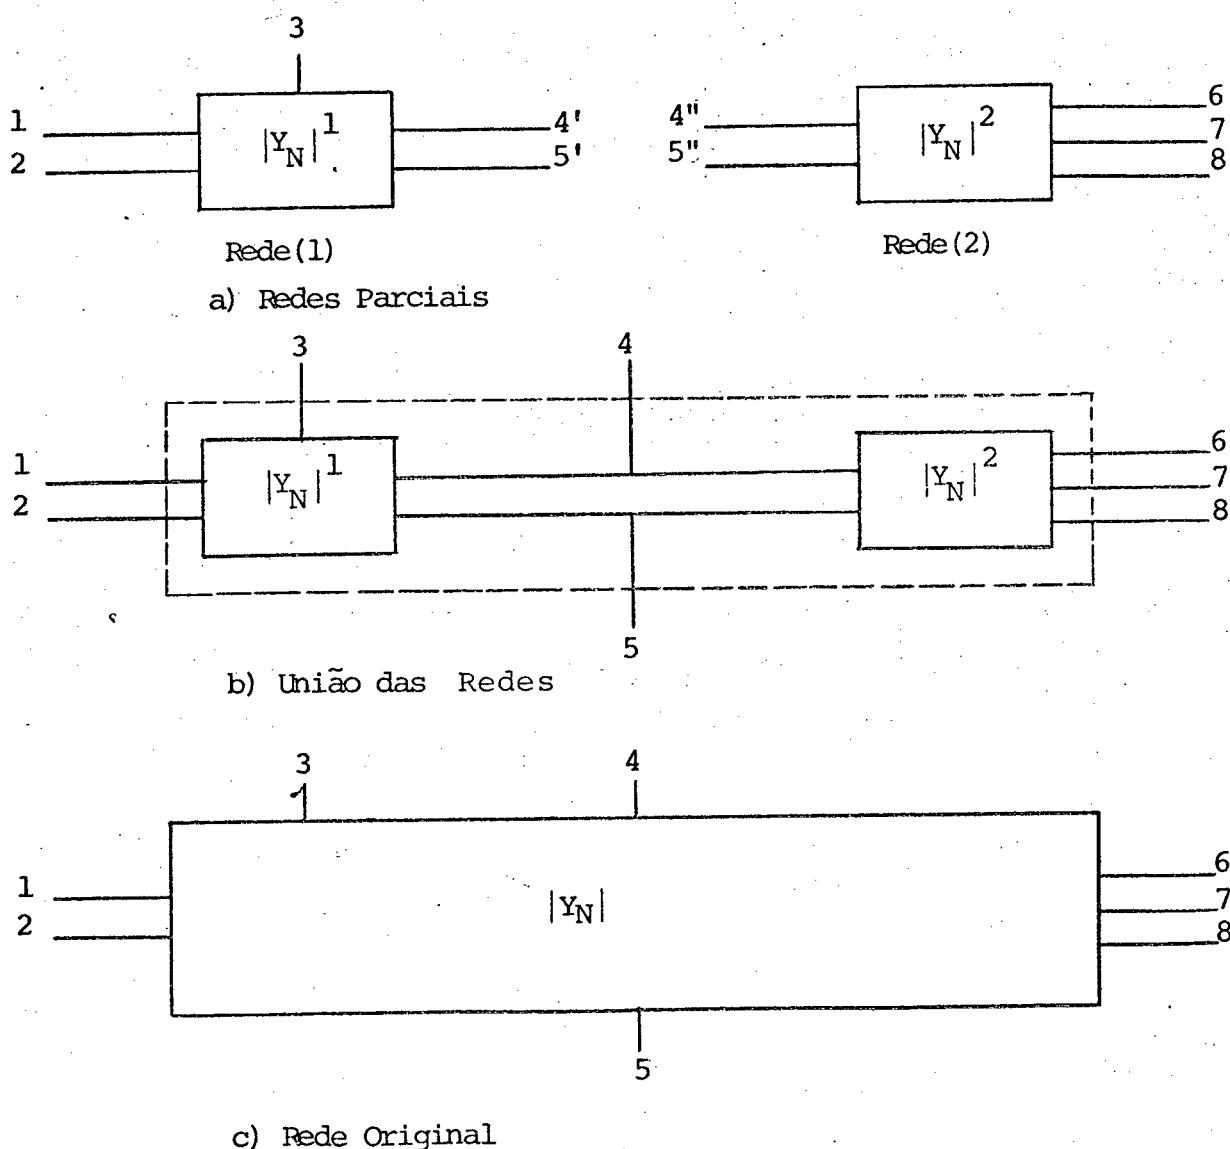 3
1
2
|Y_N|^1
4'
5'
4"
5"
|Y_N|^2
6
7
8
Rede(1)
Rede(2)
a) Redes Parciais
3
4
1
2
|Y_N|^1
|Y_N|^2
6
7
8
5
b) União das Redes
3
4
1
2
|Y_N|
6
7
8
5
c) Rede Original